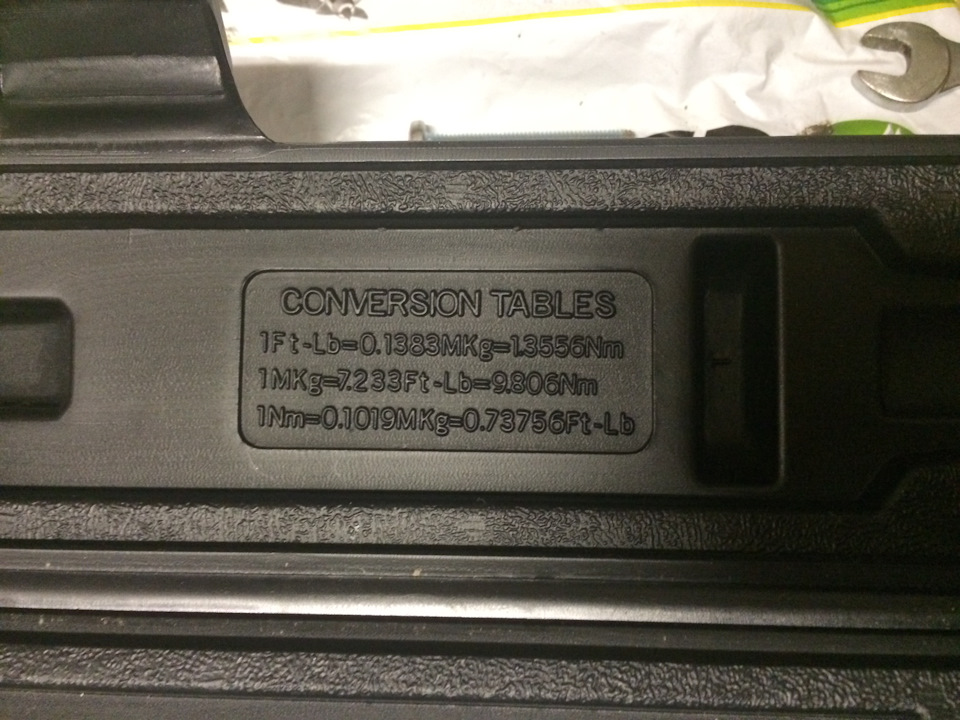 CONVERSION TABLES
1Ft-Lb=0.1383MKg=1.3556Nm
1MKg=7.233Ft-Lb=9.806Nm
1Nm=0.1019MKg=0.73756Ft-Lb